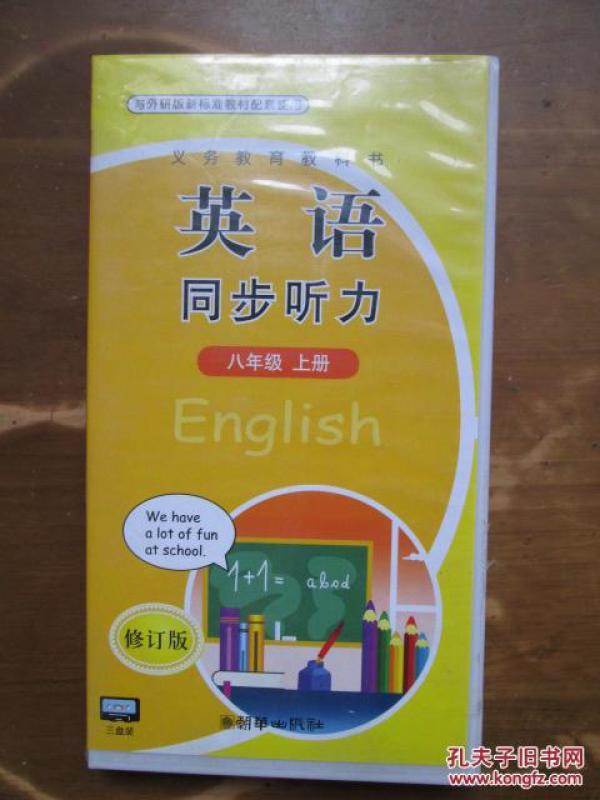 与外研版新标准教材配套使用
义务教育教科书
英语
同步听力
八年级 上册
English
We have
a lot of fun
at school.
1+1= abcd
修订版
三盘装
朝华出版社
孔夫子旧书网
www.kongfz.com